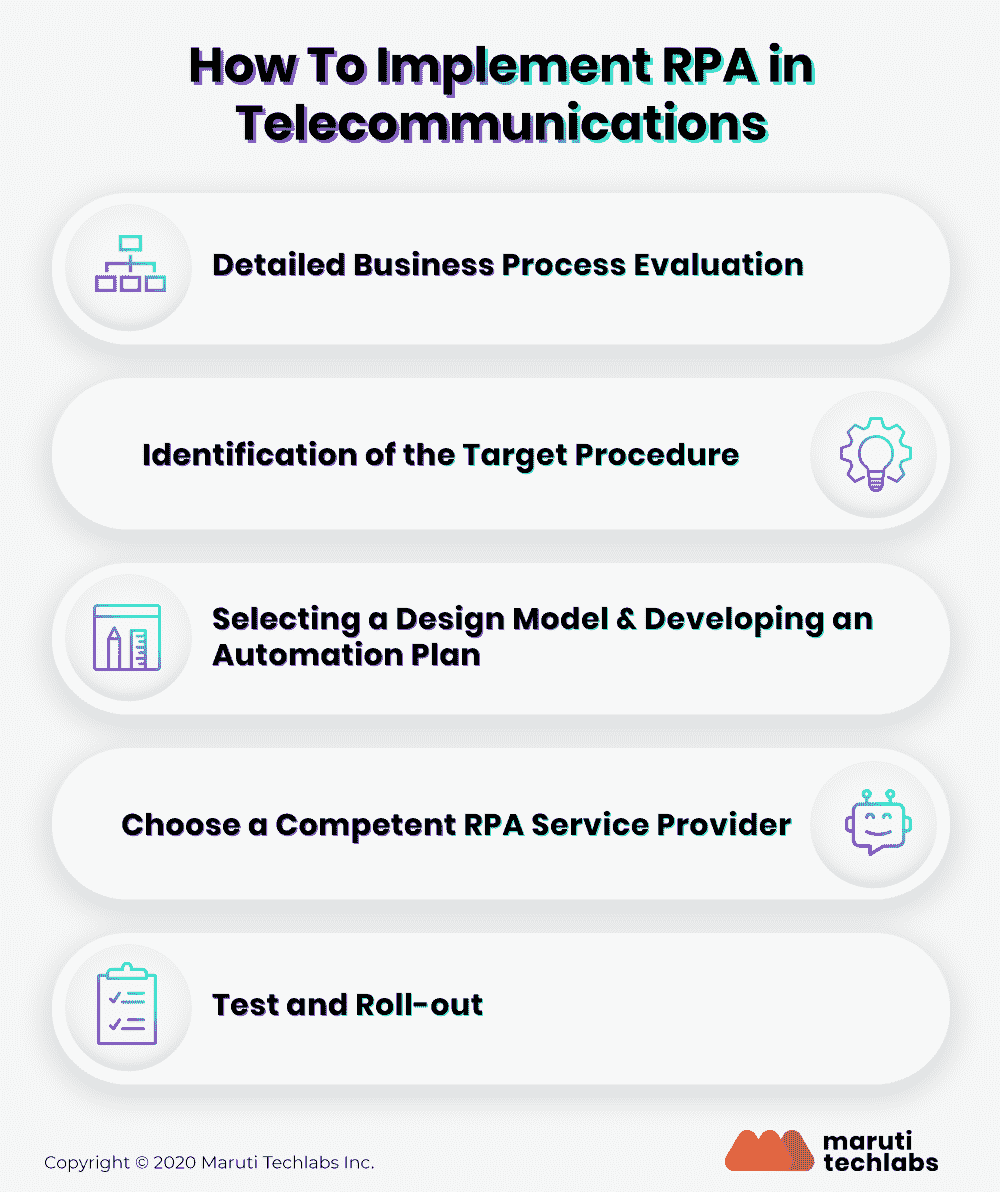 How To Implement RPA in
Telecommunications
Detailed Business Process Evaluation
Identification of the Target Procedure
Selecting a Design Model & Developing an
Automation Plan
Choose a Competent RPA Service Provider
Test and Roll-out
Copyright © 2020 Maruti Techlabs Inc.
maruti
techlabs